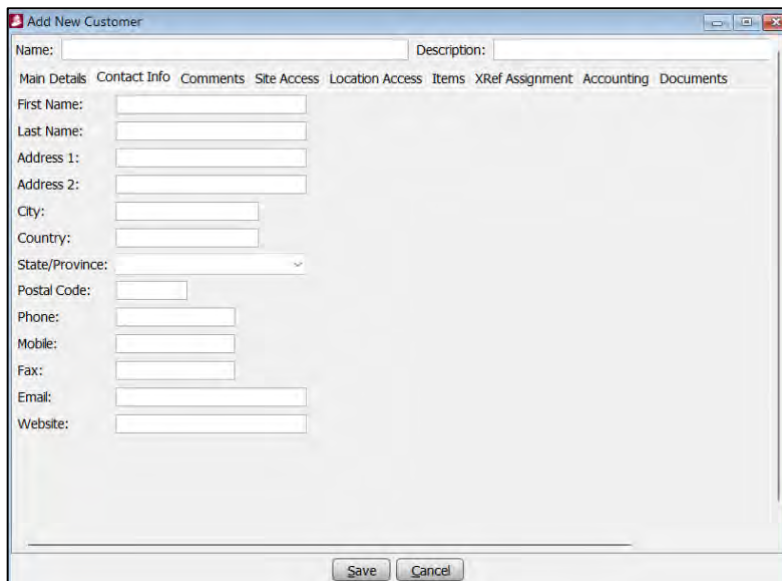 Add New Customer
Name: Description:
Main Details Contact Info Comments Site Access Location Access Items XRef Assignment Accounting Documents
First Name:
Last Name:
Address 1:
Address 2:
City:
Country:
State/Province:
Postal Code:
Phone:
Mobile:
Fax:
Email:
Website:
Save Cancel